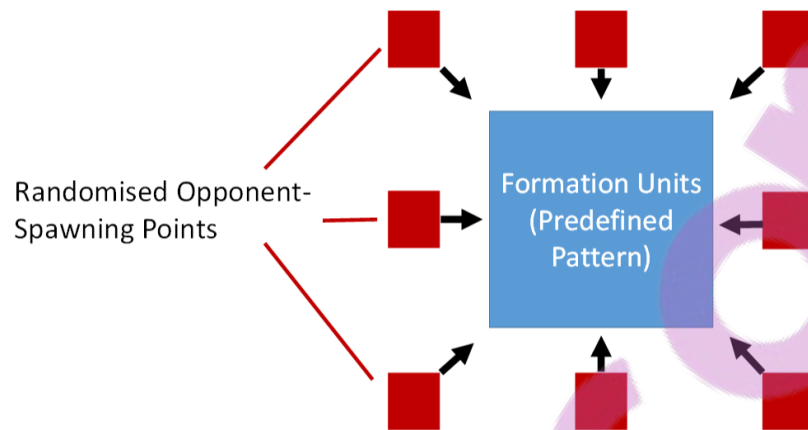 Randomised Opponent-
Spawning Points
Formation Units
(Predefined
Pattern)